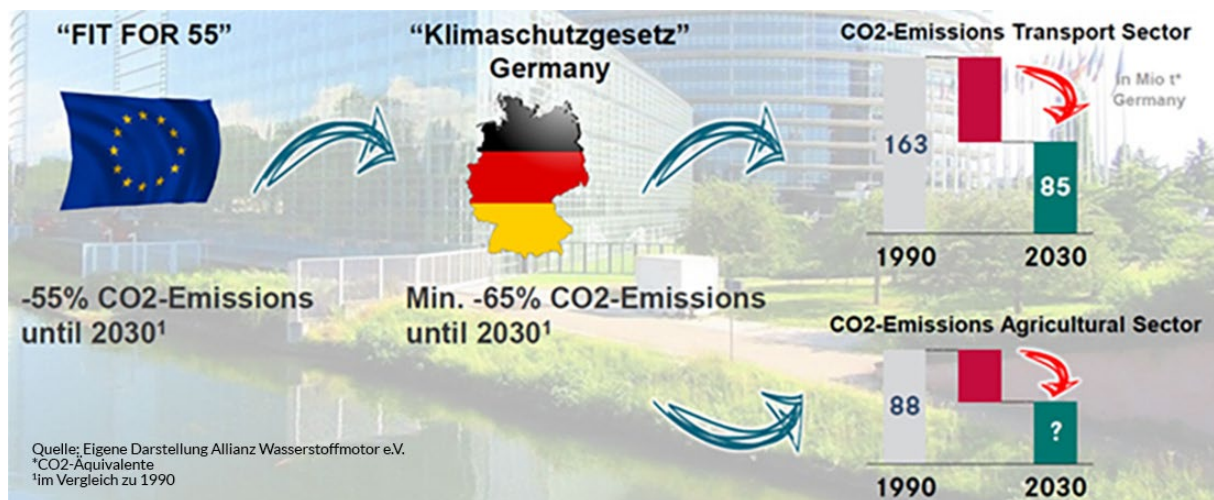 “FIT FOR 55”
-55% CO2-Emissions
until 2030¹
“Klimaschutzgesetz”
Germany
Min. -65% CO2-Emissions
until 2030¹
CO2-Emissions Transport Sector
in Mio t*
Germany
163
85
1990
2030
CO2-Emissions Agricultural Sector
88
?
1990
2030
Quelle: Eigene Darstellung Allianz Wasserstoffmotor e.V.
*CO2-Äquivalente
¹im Vergleich zu 1990